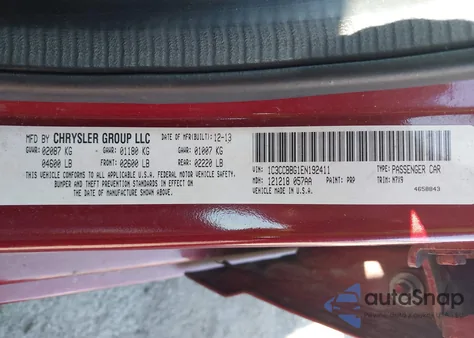 MFD BY CHRYSLER GROUP LLC DATE OF MFR(BUILT): 12-13
GVWR: 02087 KG GAWR: 01180 KG GAWR: 01007 KG
04600 LB FRONT: 02600 LB REAR: 02220 LB
THIS VEHICLE CONFORMS TO ALL APPLICABLE U.S.A. FEDERAL MOTOR VEHICLE SAFETY,
BUMPER AND THEFT PREVENTION STANDARDS IN EFFECT ON
THE DATE OF MANUFACTURE SHOWN ABOVE.
VIN: 1C3CCBBG1EN192411 TYPE: PASSENGER CAR
MH: 121218 057AA PAINT: PRP TRIM: M7X9
VEHICLE MADE IN U.S.A. 4658843
autoSnap